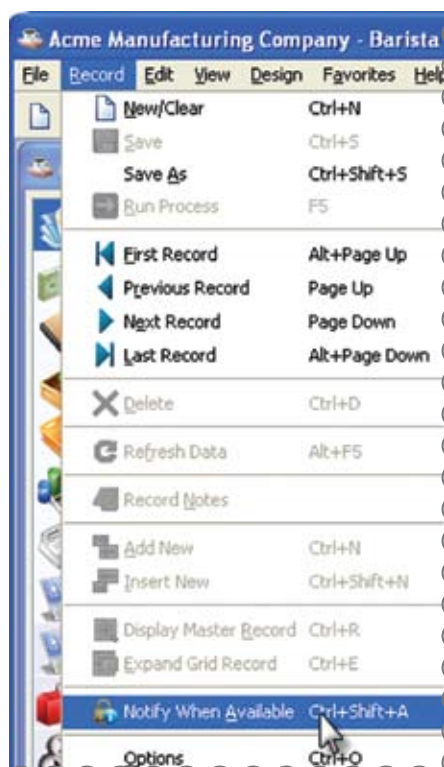 Acme Manufacturing Company - Barista
File Record Edit View Design Favorites
New/Clear Ctrl+N
Save Ctrl+S
Save As Ctrl+Shift+S
Run Process F5
First Record Alt+Page Up
Previous Record Page Up
Next Record Page Down
Last Record Alt+Page Down
Delete Ctrl+D
Refresh Data Alt+F5
Record Notes
Add New Ctrl+N
Insert New Ctrl+Shift+N
Display Master Record Ctrl+R
Expand Grid Record Ctrl+E
Notify When Available Ctrl+Shift+A
Options Ctrl+O